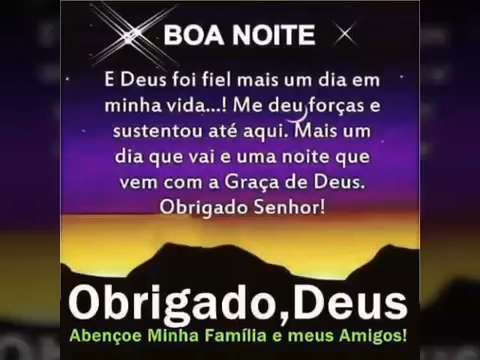 BOA NOITE
E Deus foi fiel mais um dia em
minha vida...! Me deu forças e
sustentou até aqui. Mais um
dia que vai e uma noite que
vem com a Graça de Deus.
Obrigado Senhor!
Obrigado,Deus
Abençoe Minha Família e meus Amigos!